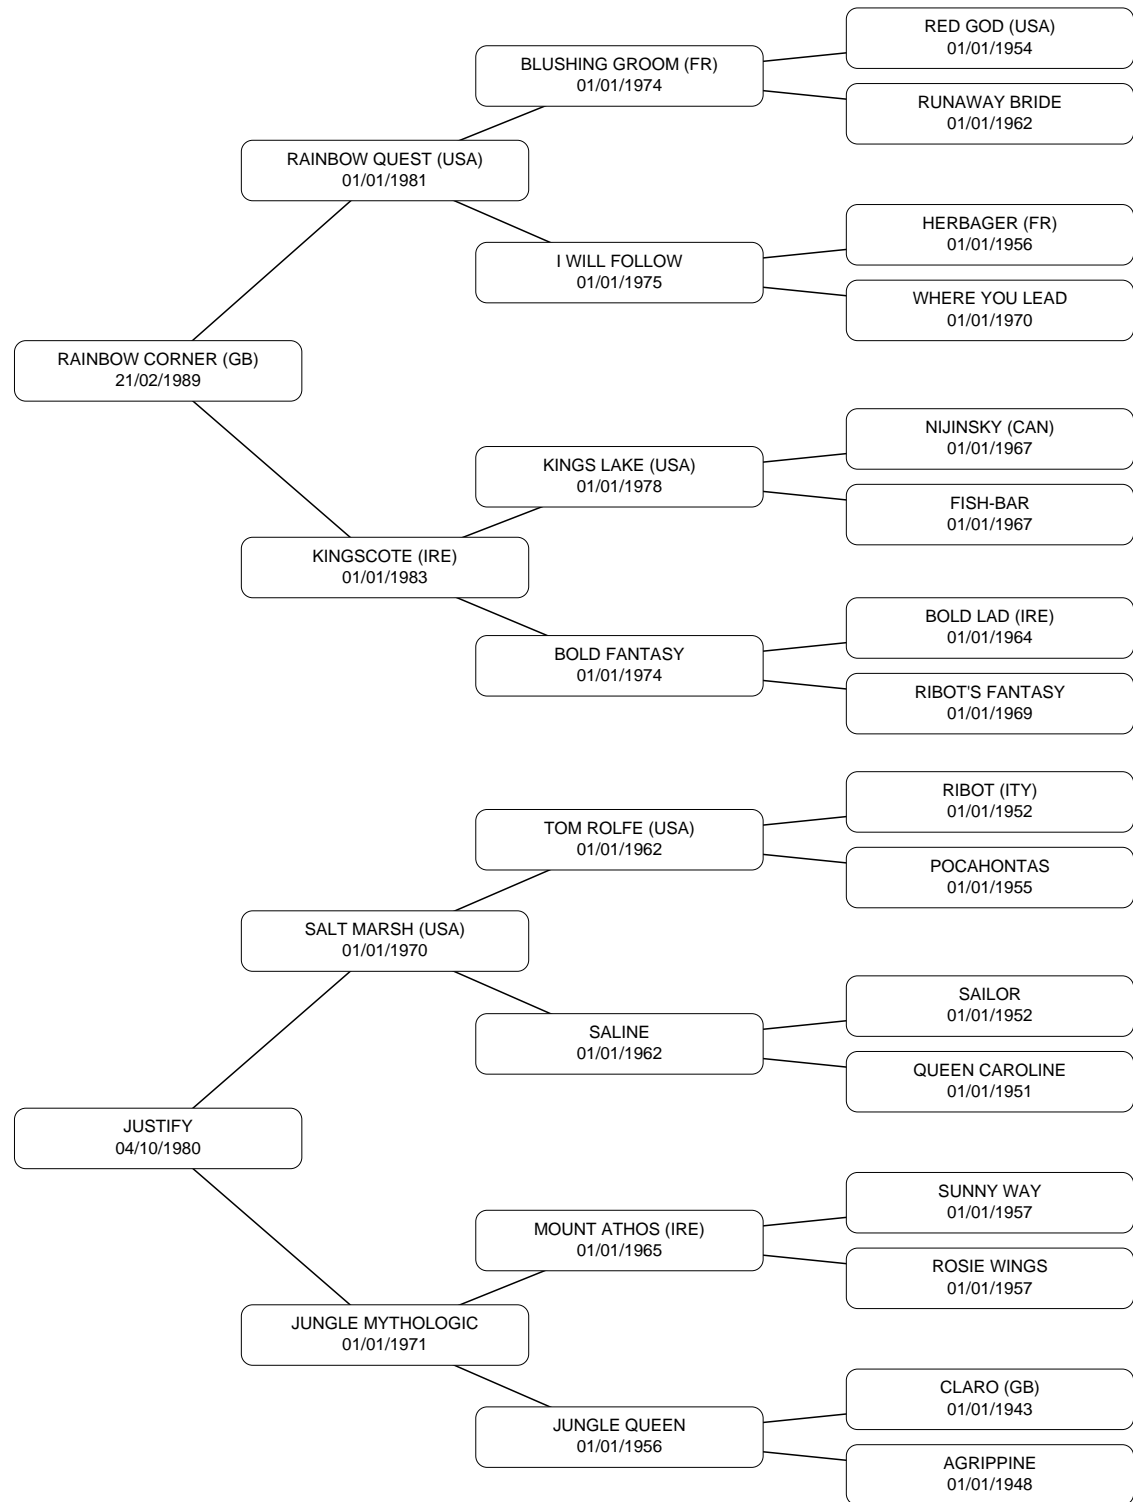 RED GOD (USA)
01/01/1954
BLUSHING GROOM (FR)
01/01/1974
RUNAWAY BRIDE
01/01/1962
RAINBOW QUEST (USA)
01/01/1981
HERBAGER (FR)
01/01/1956
I WILL FOLLOW
01/01/1975
WHERE YOU LEAD
01/01/1970
RAINBOW CORNER (GB)
21/02/1989
NIJINSKY (CAN)
01/01/1967
KINGS LAKE (USA)
01/01/1978
FISH-BAR
01/01/1967
KINGSCOTE (IRE)
01/01/1983
BOLD LAD (IRE)
01/01/1964
BOLD FANTASY
01/01/1974
RIBOT'S FANTASY
01/01/1969
RIBOT (ITY)
01/01/1952
TOM ROLFE (USA)
01/01/1962
POCAHONTAS
01/01/1955
SALT MARSH (USA)
01/01/1970
SAILOR
01/01/1952
SALINE
01/01/1962
QUEEN CAROLINE
01/01/1951
JUSTIFY
04/10/1980
SUNNY WAY
01/01/1957
MOUNT ATHOS (IRE)
01/01/1965
ROSIE WINGS
01/01/1957
JUNGLE MYTHOLOGIC
01/01/1971
CLARO (GB)
01/01/1943
JUNGLE QUEEN
01/01/1956
AGRIPPINE
01/01/1948